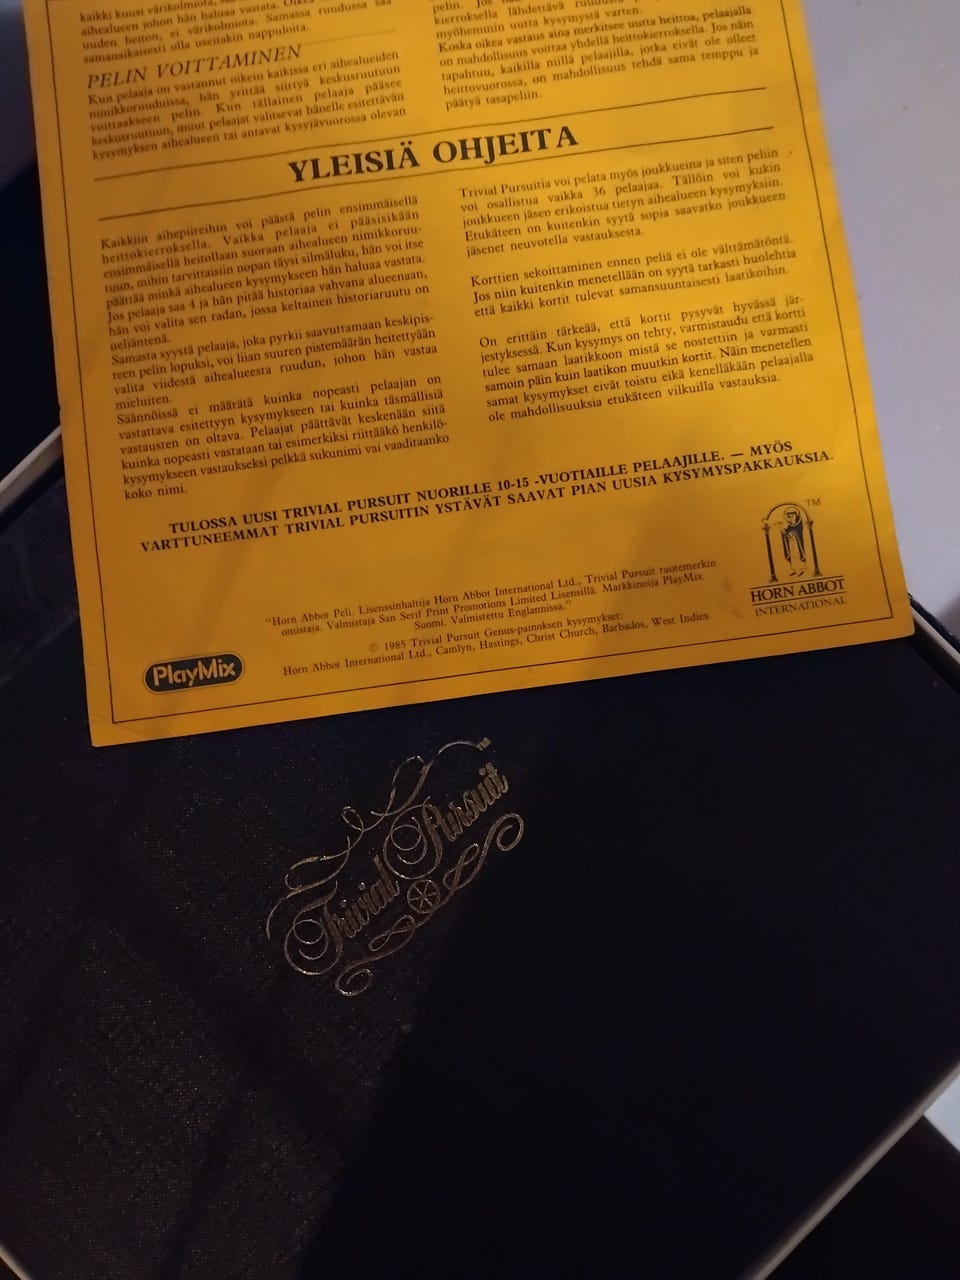 kaikki kuusi värikolmiota,
aihealueen johon hän haluaa vastata.
uuden heiton, ei värikolmiota. Samassa ruudussa saa
samanaikaisesti olla useitakin nappuloita.
PELIN VOITTAMINEN
Kun pelaaja on vastannut oikein kaikissa eri aihealueiden
nimikkoruuduissa, hän yrittää siirtyä keskusruutuun
voittaakseen pelin. Kun tällainen pelaaja pääsee
keskusruutuun, muut pelaajat valitsevat hänelle esitettävän
kysymyksen aihealueen tai antavat kysyjävuorossa olevan
pelin. Jos
kierroksella lähdettävä
myöhemmin uutta kysymystä varten.
Koska oikea vastaus aina merkitsee uutta heittoa, pelaajalla
on mahdollisuus voittaa yhdellä heittokierroksella. Jos näin
tapahtuu, kaikilla niillä pelaajilla, jotka eivät ole olleet
heittovuorossa, on mahdollisuus tehdä sama temppu ja
päätyä tasapeliin.
YLEISIÄ OHJEITA
Kaikkiin aihepiireihin voi päästä pelin ensimmäisellä
heittokierroksella. Vaikka pelaaja ei pääsisikään
ensimmäisellä heitollaan suoraan aihealueen nimikkoruu-
tuun, mihin tarvittaisiin nopan täysi silmäluku, hän voi itse
päättää minkä aihealueen kysymykseen hän haluaa vastata.
Jos pelaaja saa 4 ja hän pitää historiaa vahvana alueenaan,
hän voi valita sen radan, jossa keltainen historiaruutu on
neljäntenä.
Samasta syystä pelaaja, joka pyrkii saavuttamaan keskipis-
teen pelin lopuksi, voi liian suuren pistemäärän heitettyään
valita viidestä aihealueesta ruudun, johon hän vastaa
mieluiten.
Säännöissä ei määrätä kuinka nopeasti pelaajan on
vastattava esitettyyn kysymykseen tai kuinka täsmällisiä
vastausten on oltava. Pelaajat päättävät keskenään siitä
kuinka nopeasti vastataan tai esimerkiksi riittääkö henkilö-
kysymykseen vastaukseksi pelkkä sukunimi vai vaaditaanko
koko nimi.
Trivial Pursuitia voi pelata myös joukkueina ja siten peliin
voi osallistua vaikka 36 pelaajaa. Tällöin voi kukin
joukkueen jäsen erikoistua tietyn aihealueen kysymyksiin.
Etukäteen on kuitenkin syytä sopia saavatko joukkueen
jäsenet neuvotella vastauksesta.
Korttien sekoittaminen ennen peliä ei ole välttämätöntä.
Jos niin kuitenkin menetellään on syytä tarkasti huolehtia
että kaikki kortit tulevat samansuuntaisesti laatikoihin.
On erittäin tärkeää, että kortit pysyvät hyvässä jär-
jestyksessä. Kun kysymys on tehty, varmistaudu että kortti
tulee samaan laatikkoon mistä se nostettiin ja varmasti
samoin päin kuin laatikon muutkin kortit. Näin menetellen
samat kysymykset eivät toistu eikä kenelläkään pelaajalla
ole mahdollisuuksia etukäteen vilkuilla vastauksia.
TULOSSA UUSI TRIVIAL PURSUIT NUORILLE 10-15 -VUOTIAILLE PELAAJILLE. — MYÖS
VARTTUNEEMMAT TRIVIAL PURSUITIN YSTÄVÄT SAAVAT PIAN UUSIA KYSYMYSPAKKAUKSIA.
"Horn Abbot Peli. Lisenssinhaltija Horn Abbot International Ltd., Trivial Pursuit tuotemerkin
omistaja. Valmistaja San Serif Print Promotions Limited Lisensillä. Markkinoija PlayMix
Suomi. Valmistettu Englannissa."
© 1985 Trivial Pursuit Genus-painoksen kysymykset:
Horn Abbot International Ltd., Camlyn, Hastings, Christ Church, Barbados, West Indies.
PlayMix
TM
HORN ABBOT
INTERNATIONAL
Trivial Pursuit TM